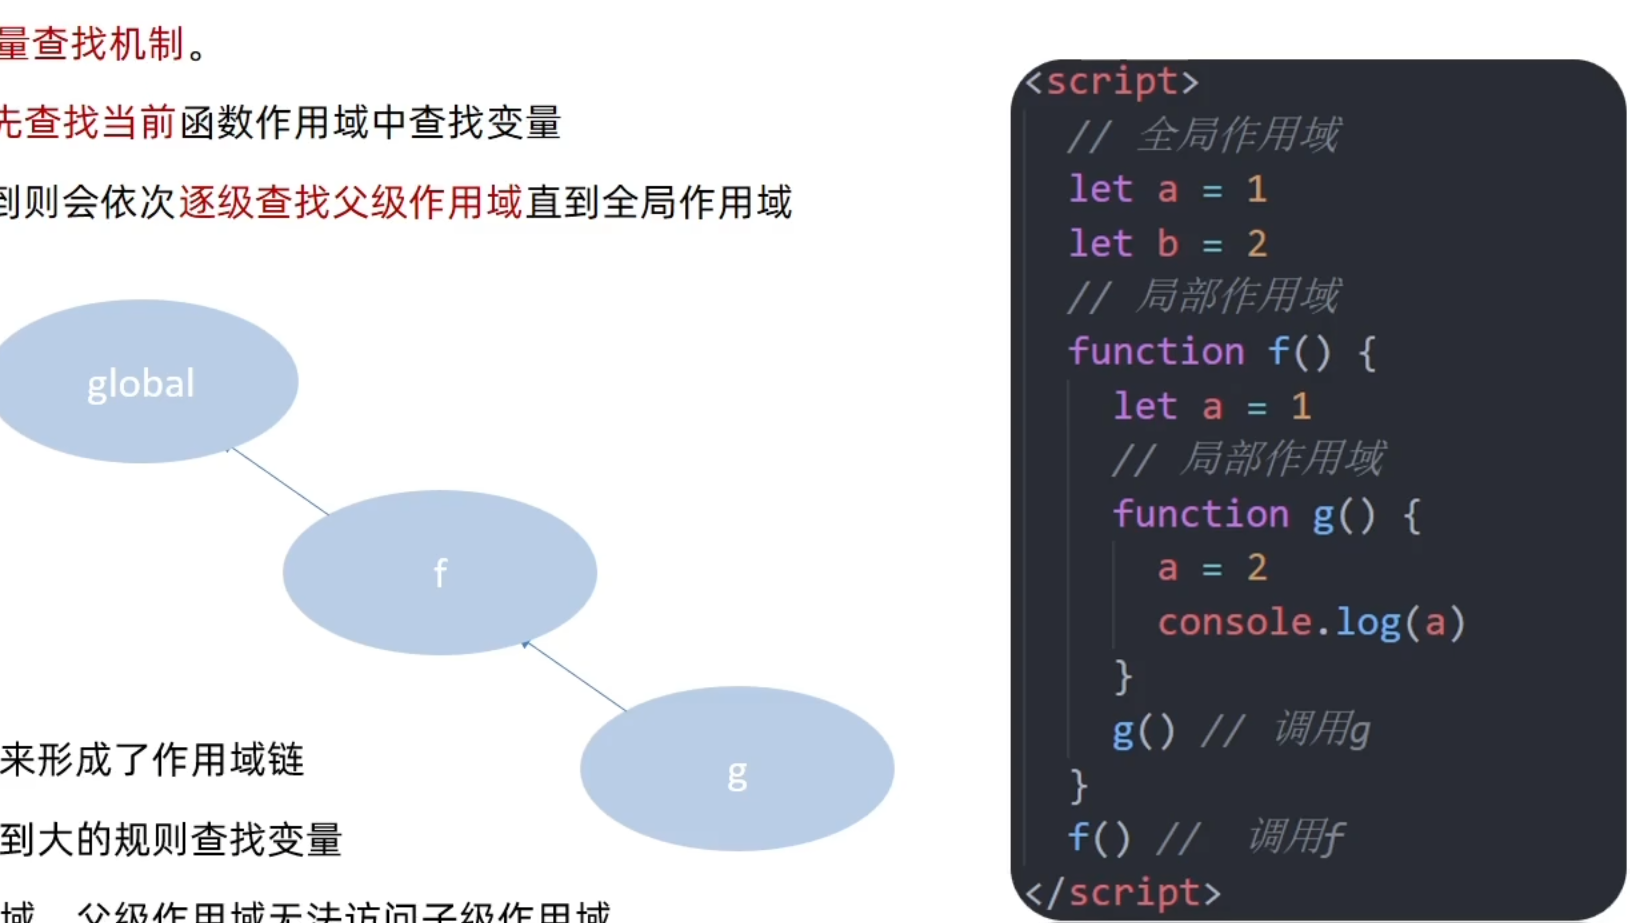 量查找机制。
先查找当前函数作用域中查找变量
到则会依次逐级查找父级作用域直到全局作用域
global
f
g
来形成了作用域链
到大的规则查找变量
域，父级作用域无法访问子级作用域
<script>
// 全局作用域
let a = 1
let b = 2
// 局部作用域
function f() {
let a = 1
// 局部作用域
function g() {
a = 2
console.log(a)
}
g() // 调用g
}
f() // 调用f
</script>